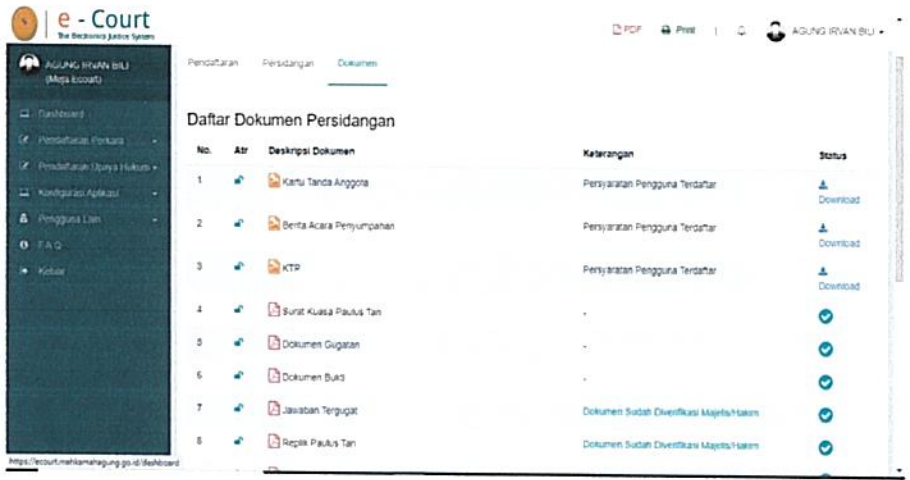 e - Court
The Electronics Justice System
PDF
Print
|
AGUNG IRVAN BILI
AGUNG IRVAN BILI
(Meja Ecourt)
Dashboard
Pendaftaran Perkara
Pendaftaran Upaya Hukum
Konfigurasi Aplikasi
Pengguna Lain
F A Q
Keluar
Pendaftaran Persidangan Dokumen
Daftar Dokumen Persidangan
No. Atr Deskripsi Dokumen Keterangan Status
1 Kartu Tanda Anggota Persyaratan Pengguna Terdaftar Download
2 Berita Acara Penyumpahan Persyaratan Pengguna Terdaftar Download
3 KTP Persyaratan Pengguna Terdaftar Download
4 Surat Kuasa Paulus Tan -
5 Dokumen Gugatan -
6 Dokumen Bukti -
7 Jawaban Tergugat Dokumen Sudah Diverifikasi Majelis/Hakim
8 Replik Paulus Tan Dokumen Sudah Diverifikasi Majelis/Hakim
https://ecourt.mahkamahagung.go.id/dashboard